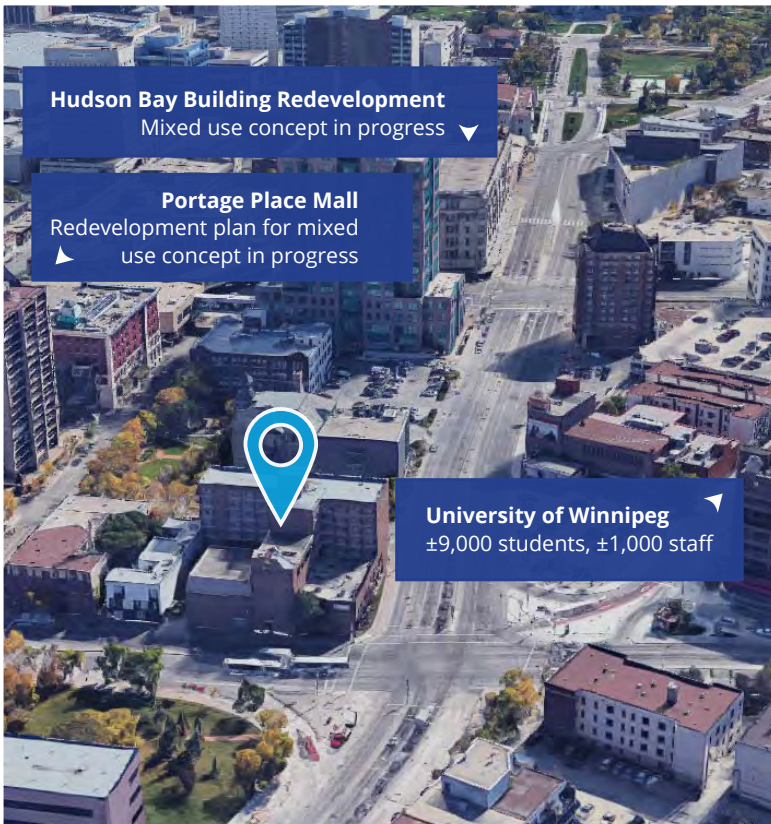 Hudson Bay Building Redevelopment
Mixed use concept in progress
Portage Place Mall
Redevelopment plan for mixed
use concept in progress
University of Winnipeg
±9,000 students, ±1,000 staff